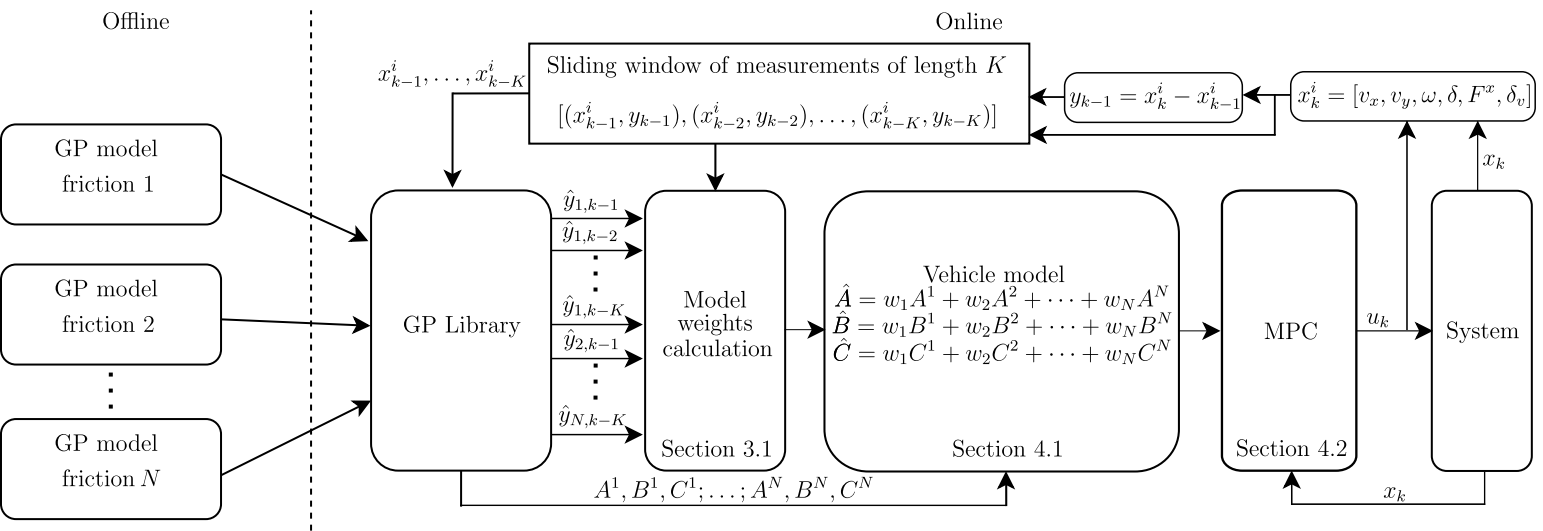 Offline
Online
GP model
friction 1
GP model
friction 2
⋮
GP model
friction N
x^i_{k−1}, …, x^i_{k−K}
Sliding window of measurements of length K
[(x^i_{k−1}, y_{k−1}), (x^i_{k−2}, y_{k−2}), …, (x^i_{k−K}, y_{k−K})]
y_{k−1} = x^i_k − x^i_{k−1}
x^i_k = [v_x, v_y, ω, δ, F^x, δ_v]
x_k
GP Library
ŷ_{1,k−1}
ŷ_{1,k−2}
⋮
ŷ_{1,k−K}
ŷ_{2,k−1}
⋮
ŷ_{N,k−K}
Model
weights
calculation
Section 3.1
Vehicle model
Â = w_1A^1 + w_2A^2 + ⋯ + w_NA^N
B̂ = w_1B^1 + w_2B^2 + ⋯ + w_NB^N
Ĉ = w_1C^1 + w_2C^2 + ⋯ + w_NC^N
Section 4.1
MPC
Section 4.2
u_k
System
A^1, B^1, C^1; …; A^N, B^N, C^N
x_k